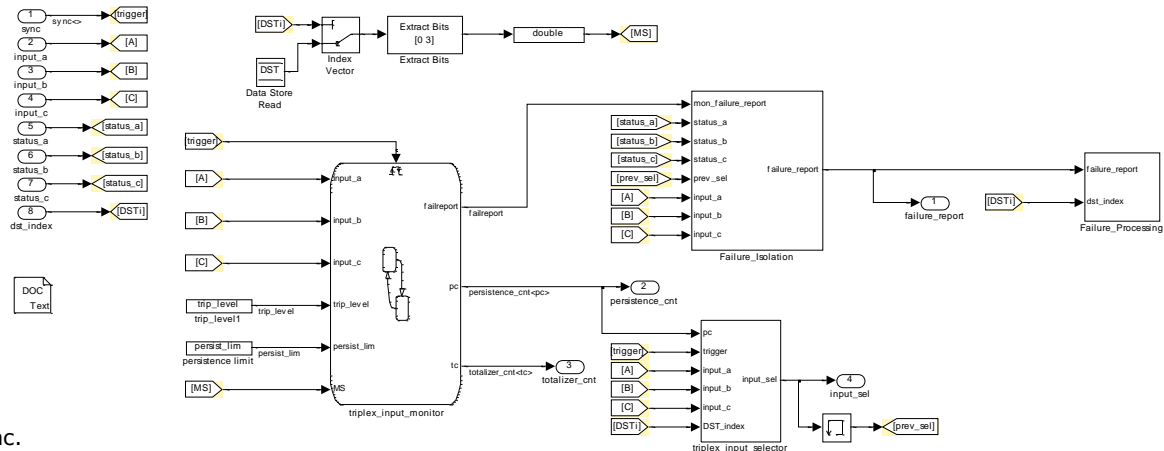 1
sync
sync<>
[trigger]
2
input_a
[A]
3
input_b
[B]
4
input_c
[C]
5
status_a
[status_a]
6
status_b
[status_b]
7
status_c
[status_c]
8
dst_index
[DSTi]
DOC
Text
nc.
[DSTi]
DST
Data Store
Read
Index
Vector
Extract Bits
[0 3]
Extract Bits
double
[MS]
[trigger]
[A]
[B]
[C]
trip_level
trip_level1
trip_level
persist_lim
persistence limit
persist_lim
[MS]
input_a
input_b
input_c
trip_level
persist_lim
MS
failreport
pc
tc
triplex_input_monitor
failreport
persistence_cnt<pc>
totalizer_cnt<tc>
2
persistence_cnt
3
totalizer_cnt
[status_a]
[status_b]
[status_c]
[prev_sel]
[A]
[B]
[C]
mon_failure_report
status_a
status_b
status_c
prev_sel
input_a
input_b
input_c
failure_report
Failure_Isolation
1
failure_report
[DSTi]
failure_report
dst_index
Failure_Processing
[trigger]
[A]
[B]
[C]
[DSTi]
pc
trigger
input_a
input_b
input_c
DST_index
input_sel
triplex_input_selector
4
input_sel
[prev_sel]